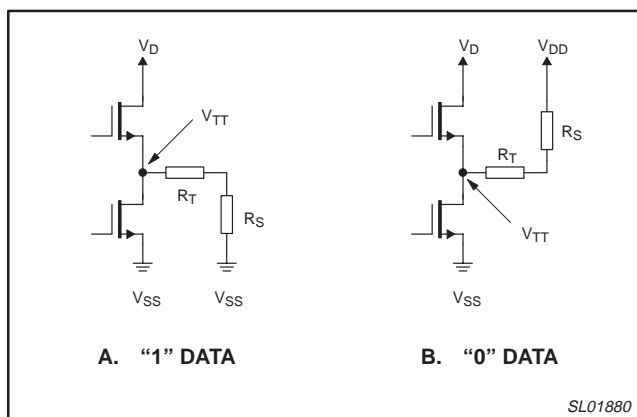 VD
VTT
RT
RS
VSS
VSS
A. “1” DATA
VD
VDD
RS
RT
VTT
VSS
B. “0” DATA
SL01880